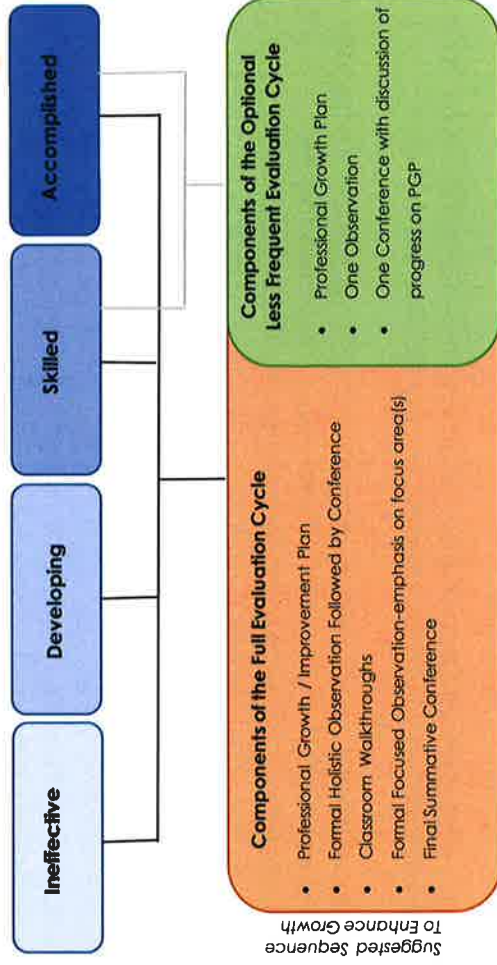 Ineffective
Developing
Skilled
Accomplished
Suggested Sequence
To Enhance Growth
Components of the Full Evaluation Cycle
• Professional Growth / Improvement Plan
• Formal Holistic Observation Followed by Conference
• Classroom Walkthroughs
• Formal Focused Observation-emphasis on focus area(s)
• Final Summative Conference
Components of the Optional
Less Frequent Evaluation Cycle
• Professional Growth Plan
• One Observation
• One Conference with discussion of
progress on PGP